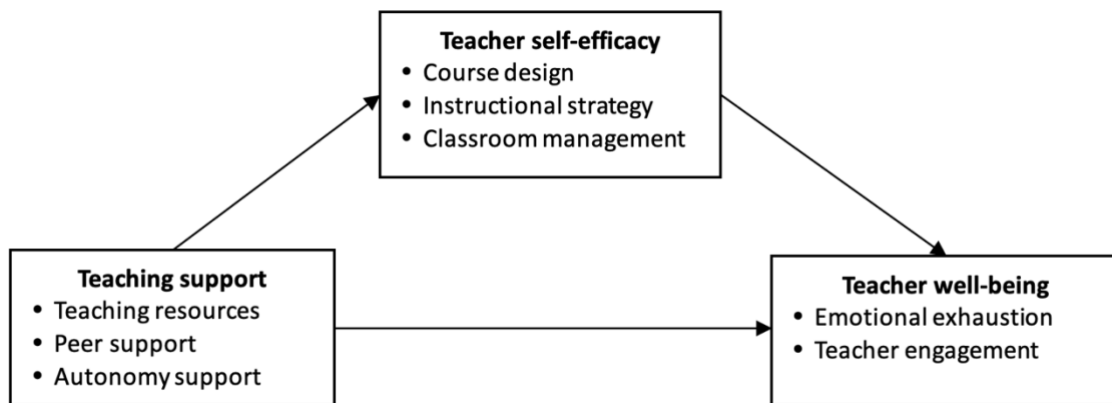 Teacher self-efficacy
• Course design
• Instructional strategy
• Classroom management
Teaching support
• Teaching resources
• Peer support
• Autonomy support
Teacher well-being
• Emotional exhaustion
• Teacher engagement